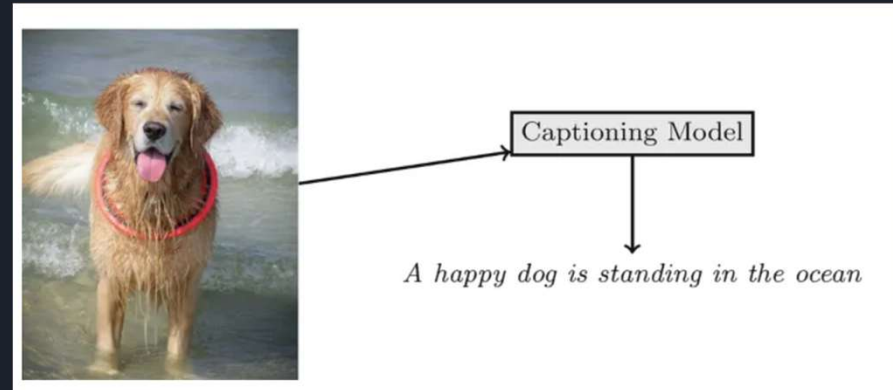 Captioning Model
A happy dog is standing in the ocean